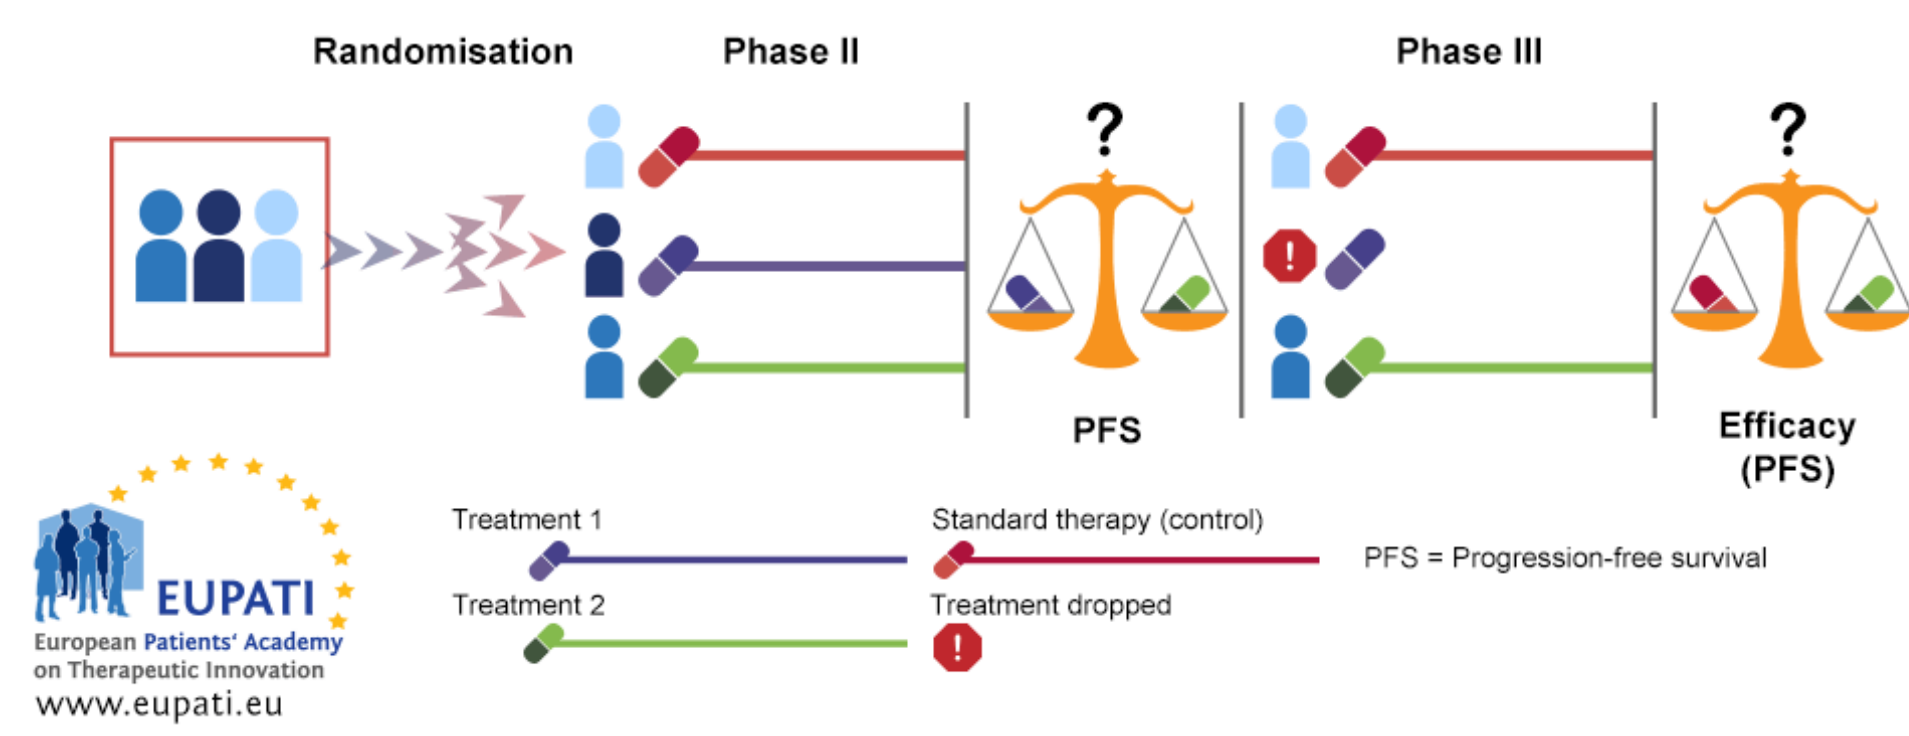 Randomisation
Phase II
Phase III
?
?
PFS
Efficacy
(PFS)
Treatment 1
Standard therapy (control)
PFS = Progression-free survival
Treatment 2
Treatment dropped
!
!
EUPATI
European Patients' Academy
on Therapeutic Innovation
www.eupati.eu